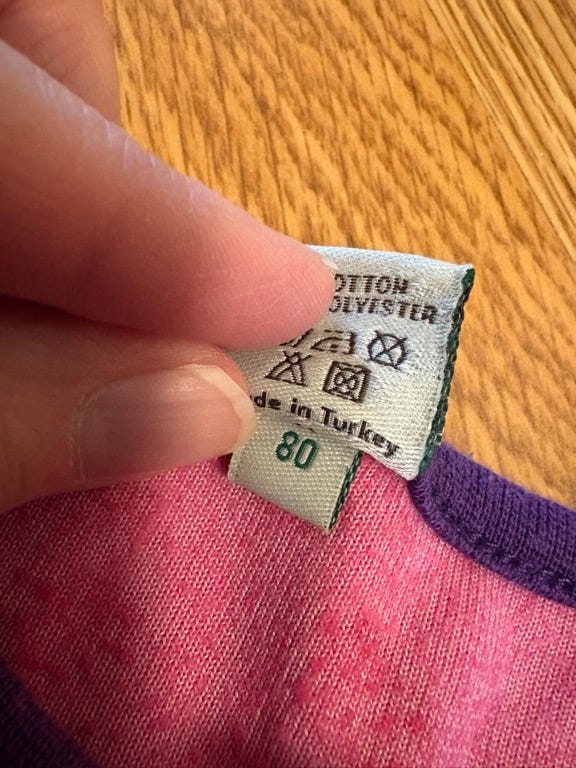 OTTON
OLYESTER
de in Turkey
80